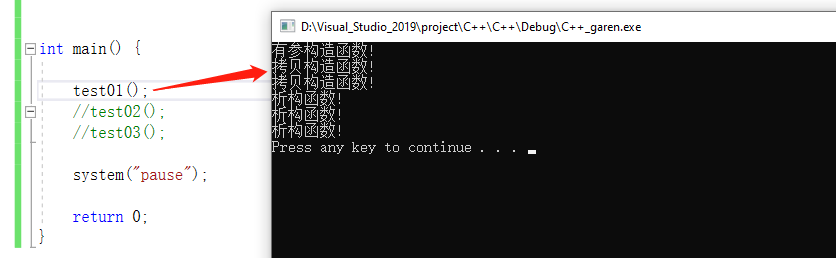 int main() {
test01();
//test02();
//test03();
system("pause");
return 0;
}
D:\Visual_Studio_2019\project\C++\C++\Debug\C++_garen.exe
有参构造函数!
拷贝构造函数!
拷贝构造函数!
析构函数!
析构函数!
析构函数!
Press any key to continue . . .